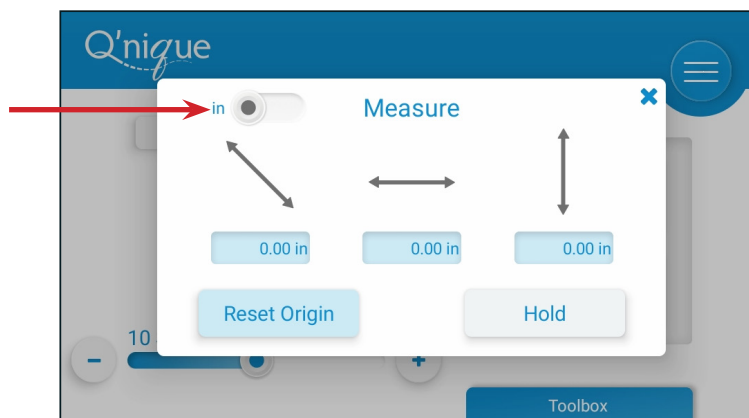 Q'nique
in
Measure
0.00 in
0.00 in
0.00 in
Reset Origin
Hold
10
-
+
Toolbox